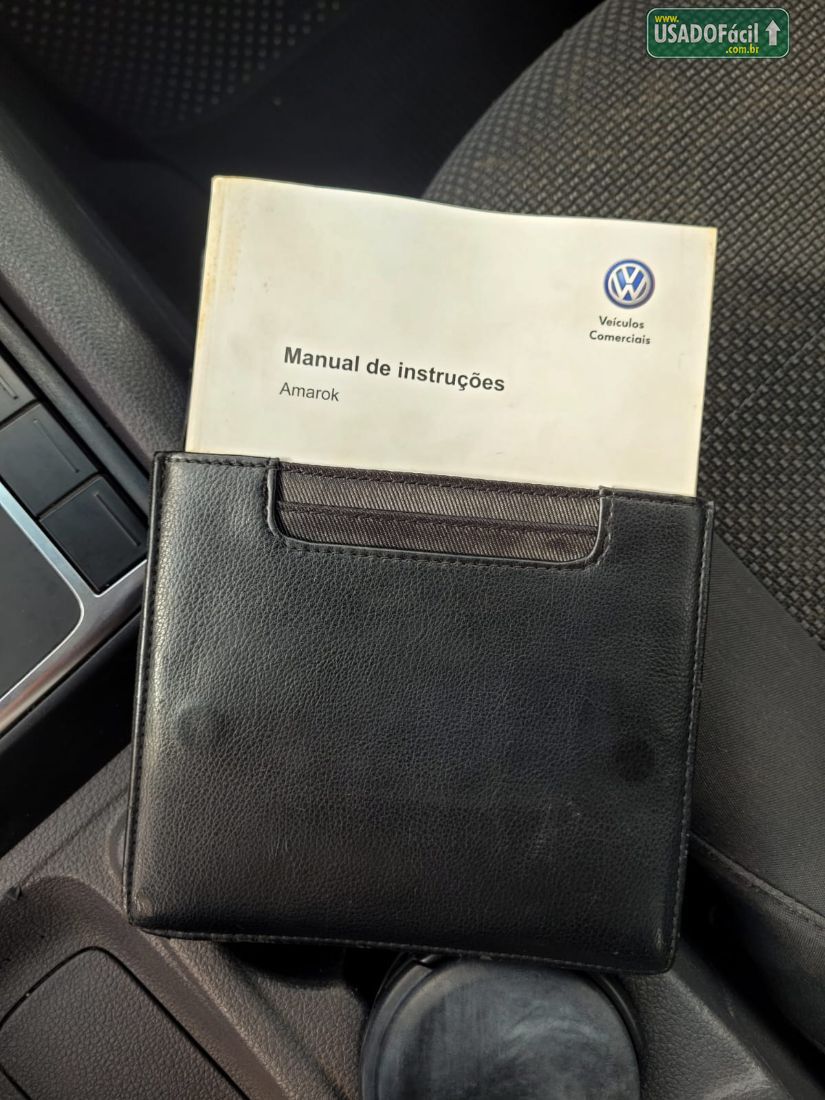 www.
USADOFácil
.com.br
Veículos
Comerciais
Manual de instruções
Amarok